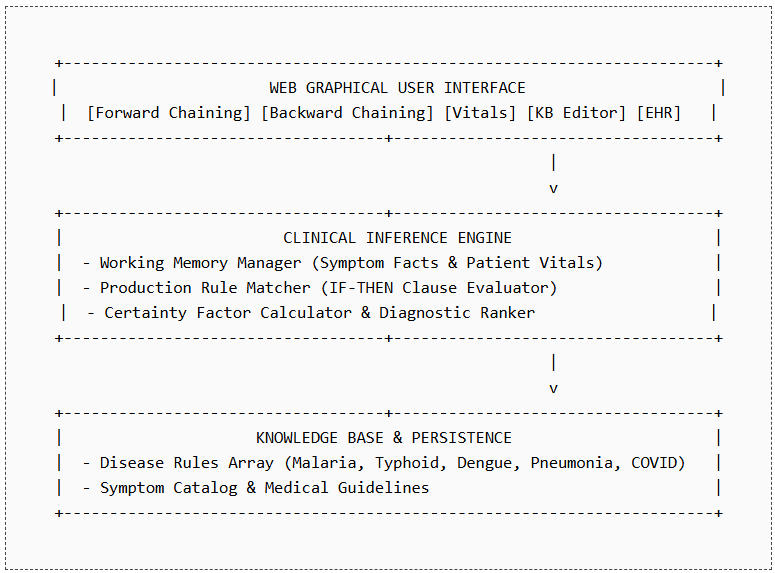 +---------------------------------------------------------------------------+
| WEB GRAPHICAL USER INTERFACE |
| [Forward Chaining] [Backward Chaining] [Vitals] [KB Editor] [EHR] |
+-------------------------------------+-------------------------------------+
|
v
+-------------------------------------+-------------------------------------+
| CLINICAL INFERENCE ENGINE |
| - Working Memory Manager (Symptom Facts & Patient Vitals) |
| - Production Rule Matcher (IF-THEN Clause Evaluator) |
| - Certainty Factor Calculator & Diagnostic Ranker |
+-------------------------------------+-------------------------------------+
|
v
+-------------------------------------+-------------------------------------+
| KNOWLEDGE BASE & PERSISTENCE |
| - Disease Rules Array (Malaria, Typhoid, Dengue, Pneumonia, COVID) |
| - Symptom Catalog & Medical Guidelines |
+---------------------------------------------------------------------------+